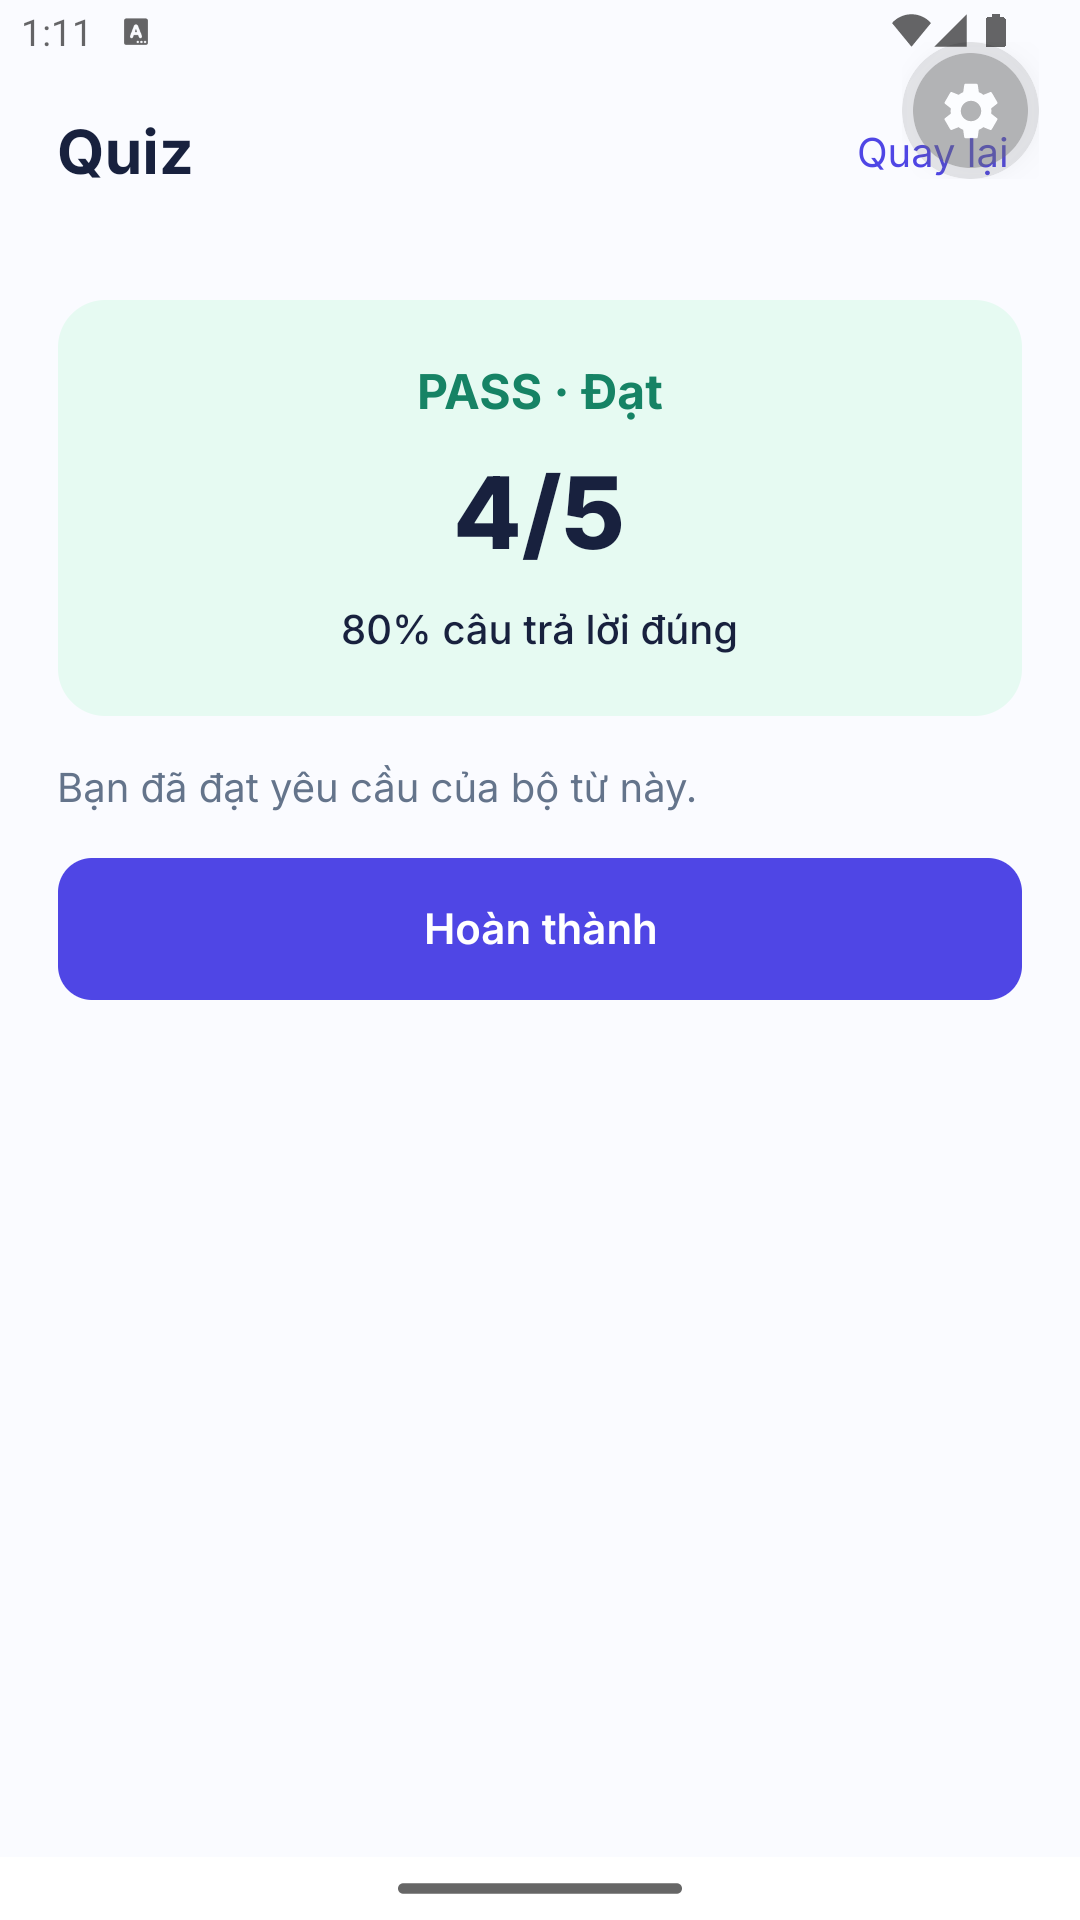 1:11
Quiz
Quay lại
PASS · Đạt
4/5
80% câu trả lời đúng
Bạn đã đạt yêu cầu của bộ từ này.
Hoàn thành